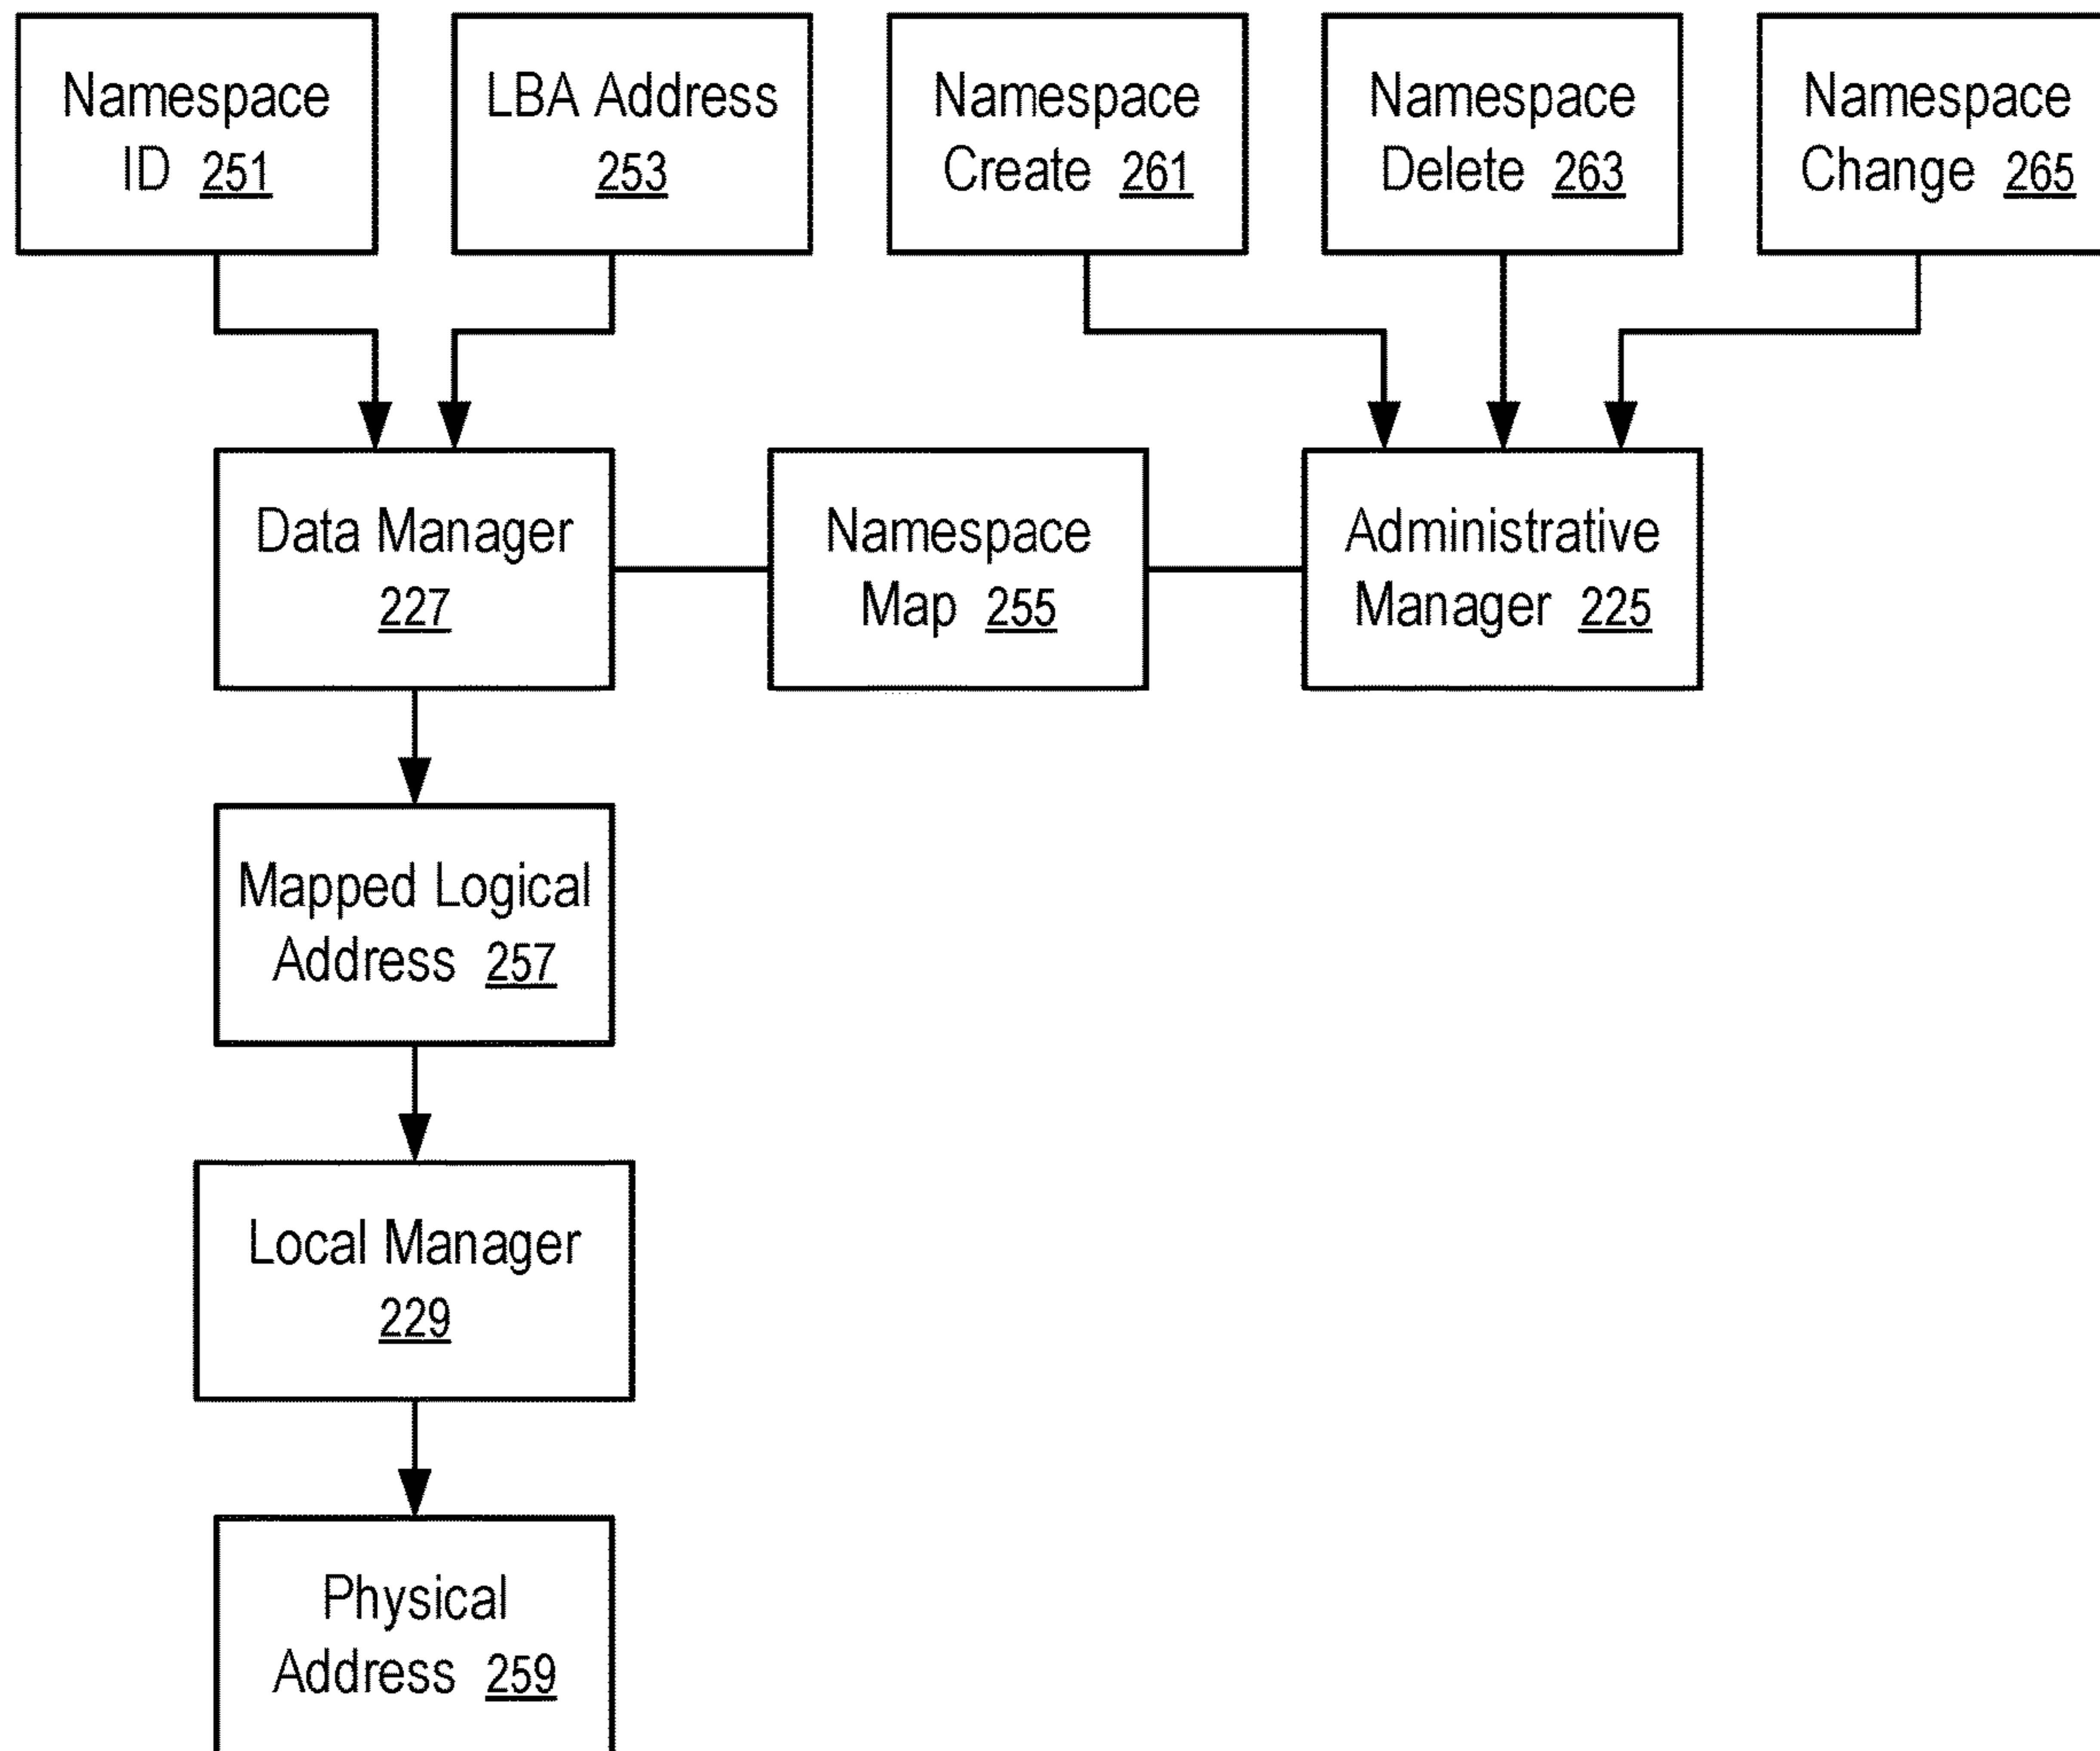 Namespace
ID 251
LBA Address
253
Namespace
Create 261
Namespace
Delete 263
Namespace
Change 265
Data Manager
227
Namespace
Map 255
Administrative
Manager 225
Mapped Logical
Address 257
Local Manager
229
Physical
Address 259